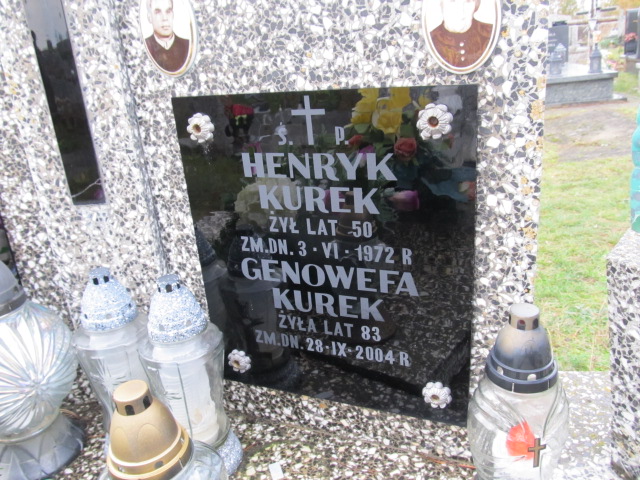 Ś. P.
HENRYK
KUREK
ŻYŁ LAT 50
ZM. DN. 3 · VI · 1972 R
GENOWEFA
KUREK
ŻYŁA LAT 83
ZM. DN. 28·IX·2004 R